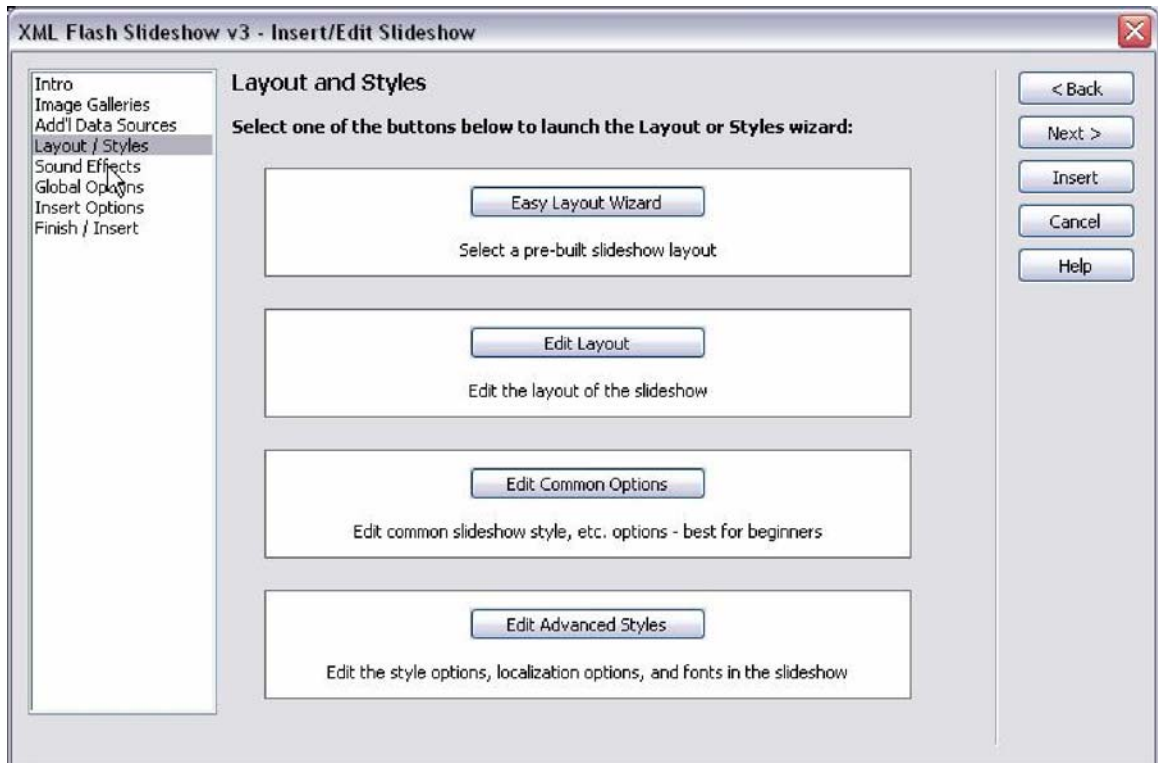 XML Flash Slideshow v3 - Insert/Edit Slideshow
Intro
Image Galleries
Add'l Data Sources
Layout / Styles
Sound Effects
Global Options
Insert Options
Finish / Insert
Layout and Styles
Select one of the buttons below to launch the Layout or Styles wizard:
Easy Layout Wizard
Select a pre-built slideshow layout
Edit Layout
Edit the layout of the slideshow
Edit Common Options
Edit common slideshow style, etc. options - best for beginners
Edit Advanced Styles
Edit the style options, localization options, and fonts in the slideshow
< Back
Next >
Insert
Cancel
Help